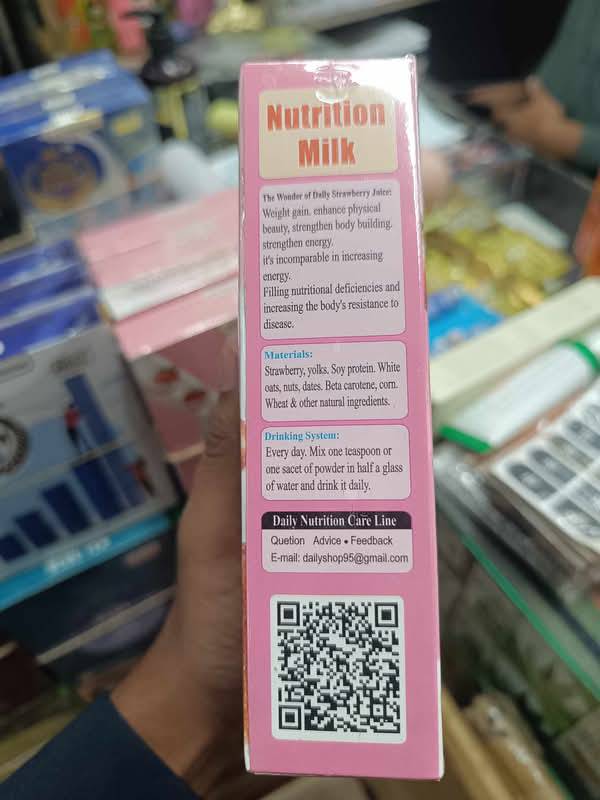 Nutrition
Milk
The Wonder of Daily Strawberry Juice:
Weight gain. enhance physical
beauty, strengthen body building.
strengthen energy.
it's incomparable in increasing
energy.
Filling nutritional deficiencies and
increasing the body's resistance to
disease.
Materials:
Strawberry, yolks. Soy protein. White
oats, nuts, dates. Beta carotene, corn.
Wheat & other natural ingredients.
Drinking System:
Every day. Mix one teaspoon or
one sacet of powder in half a glass
of water and drink it daily.
Daily Nutrition Care Line
Quetion Advice • Feedback
E-mail: dailyshop95@gmail.com